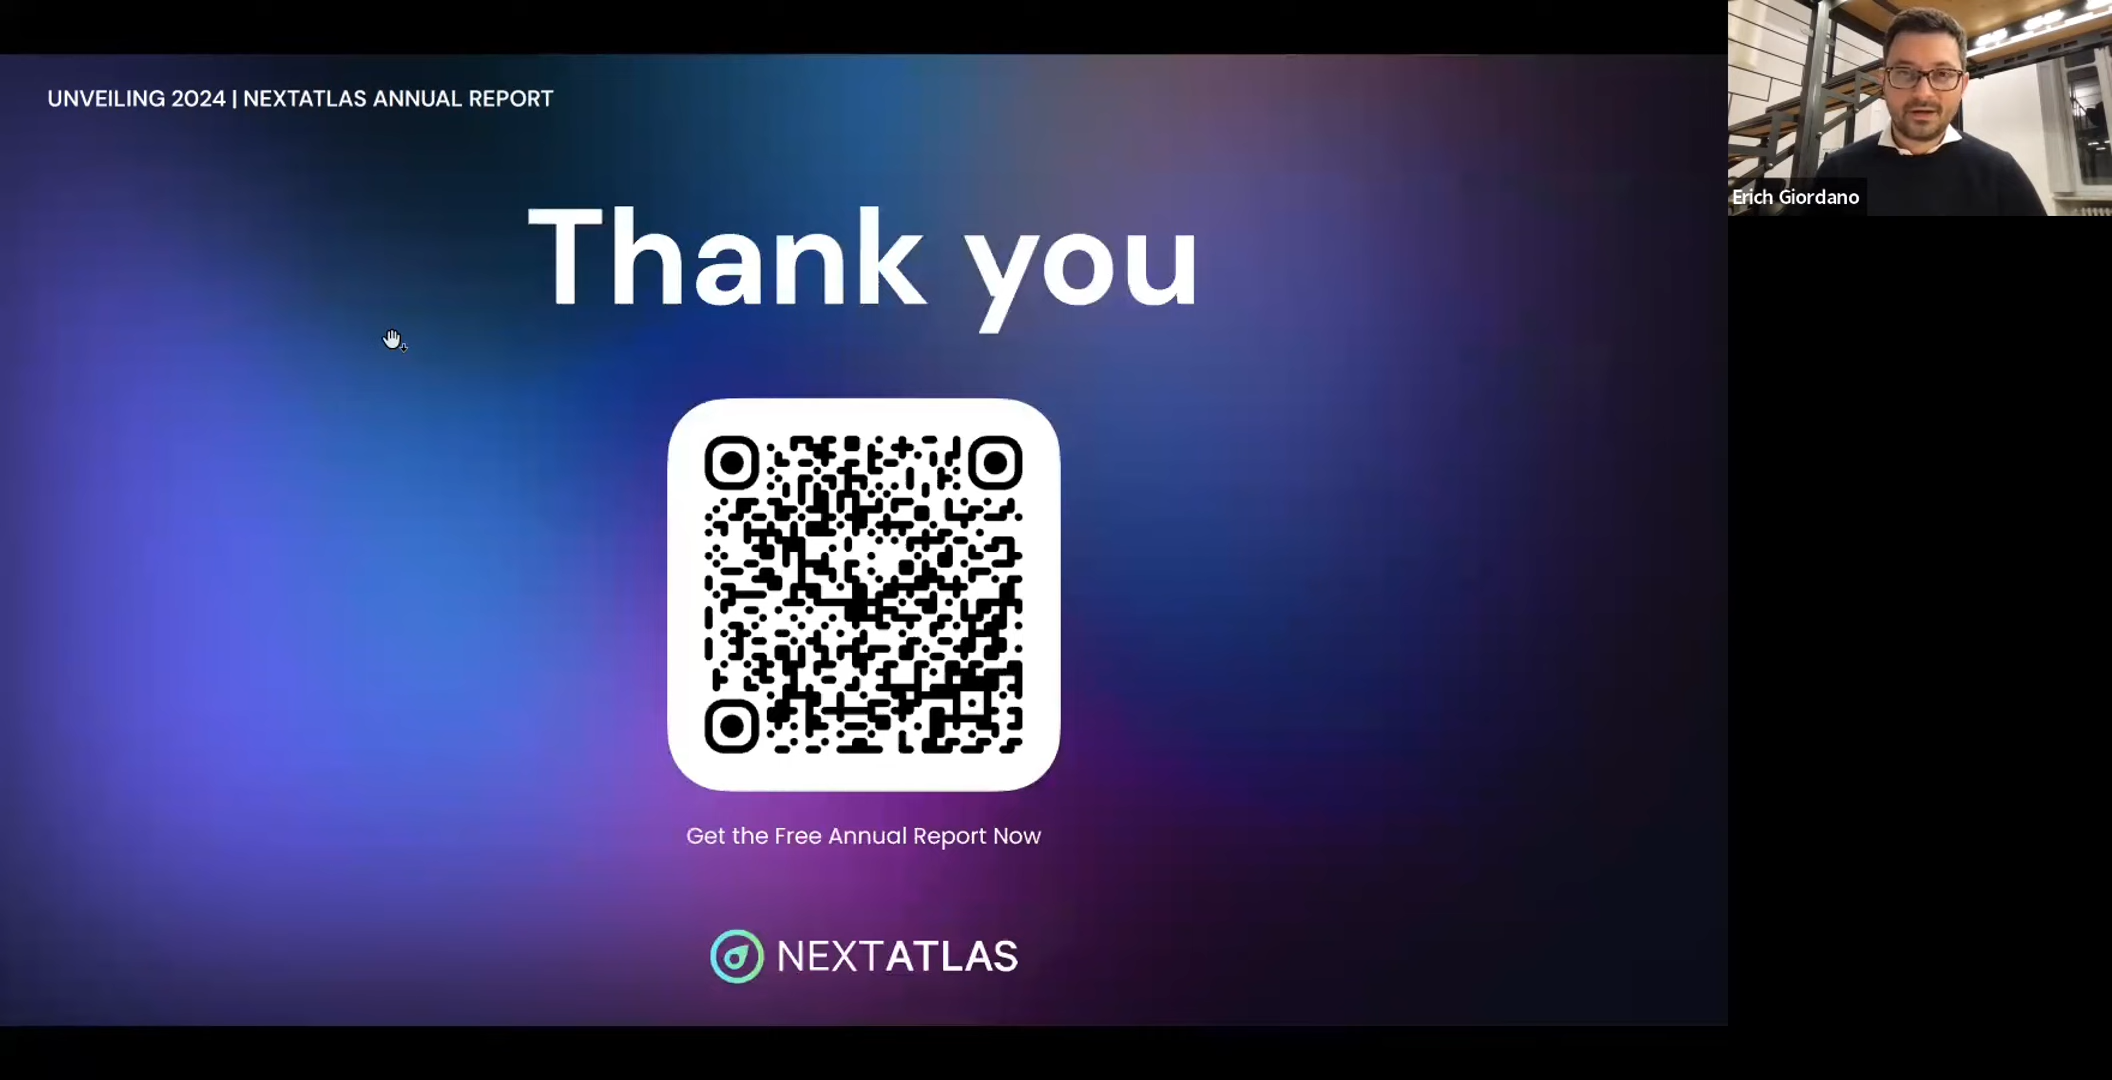 UNVEILING 2024 | NEXTATLAS ANNUAL REPORT
Thank you
Get the Free Annual Report Now
NEXTATLAS
Erich Giordano